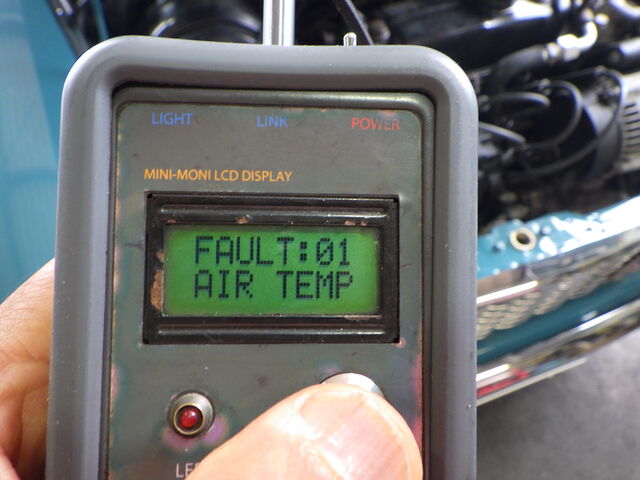 LIGHT LINK POWER
MINI-MONI LCD DISPLAY
FAULT:01
AIR TEMP